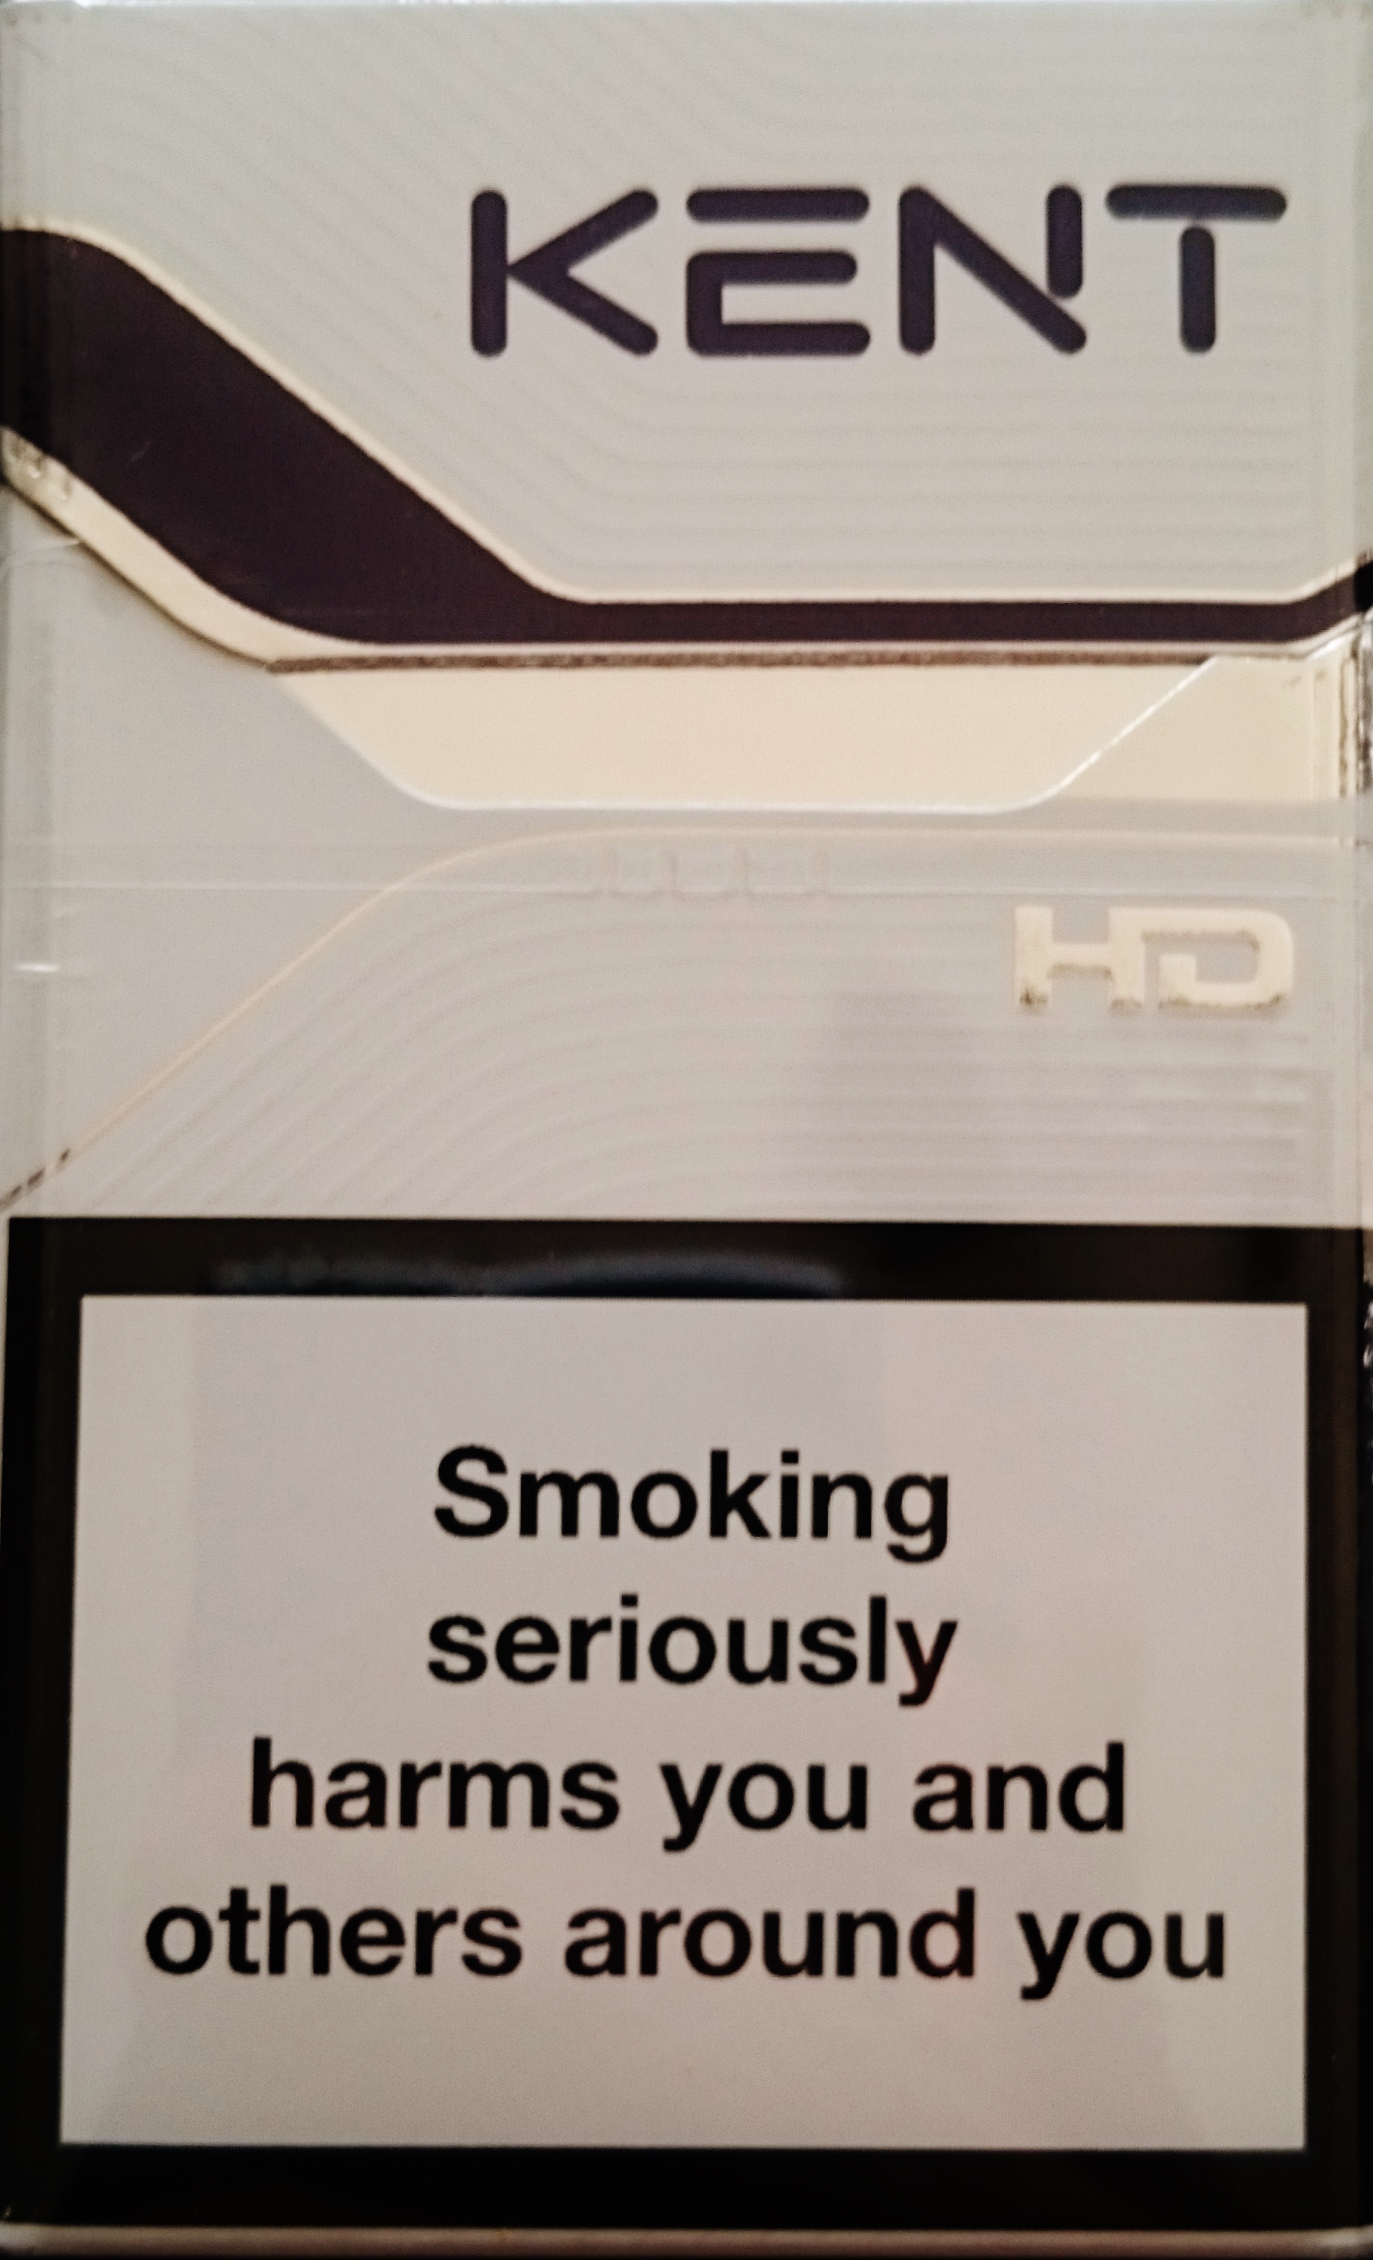 KENT
HD
Smoking
seriously
harms you and
others around you